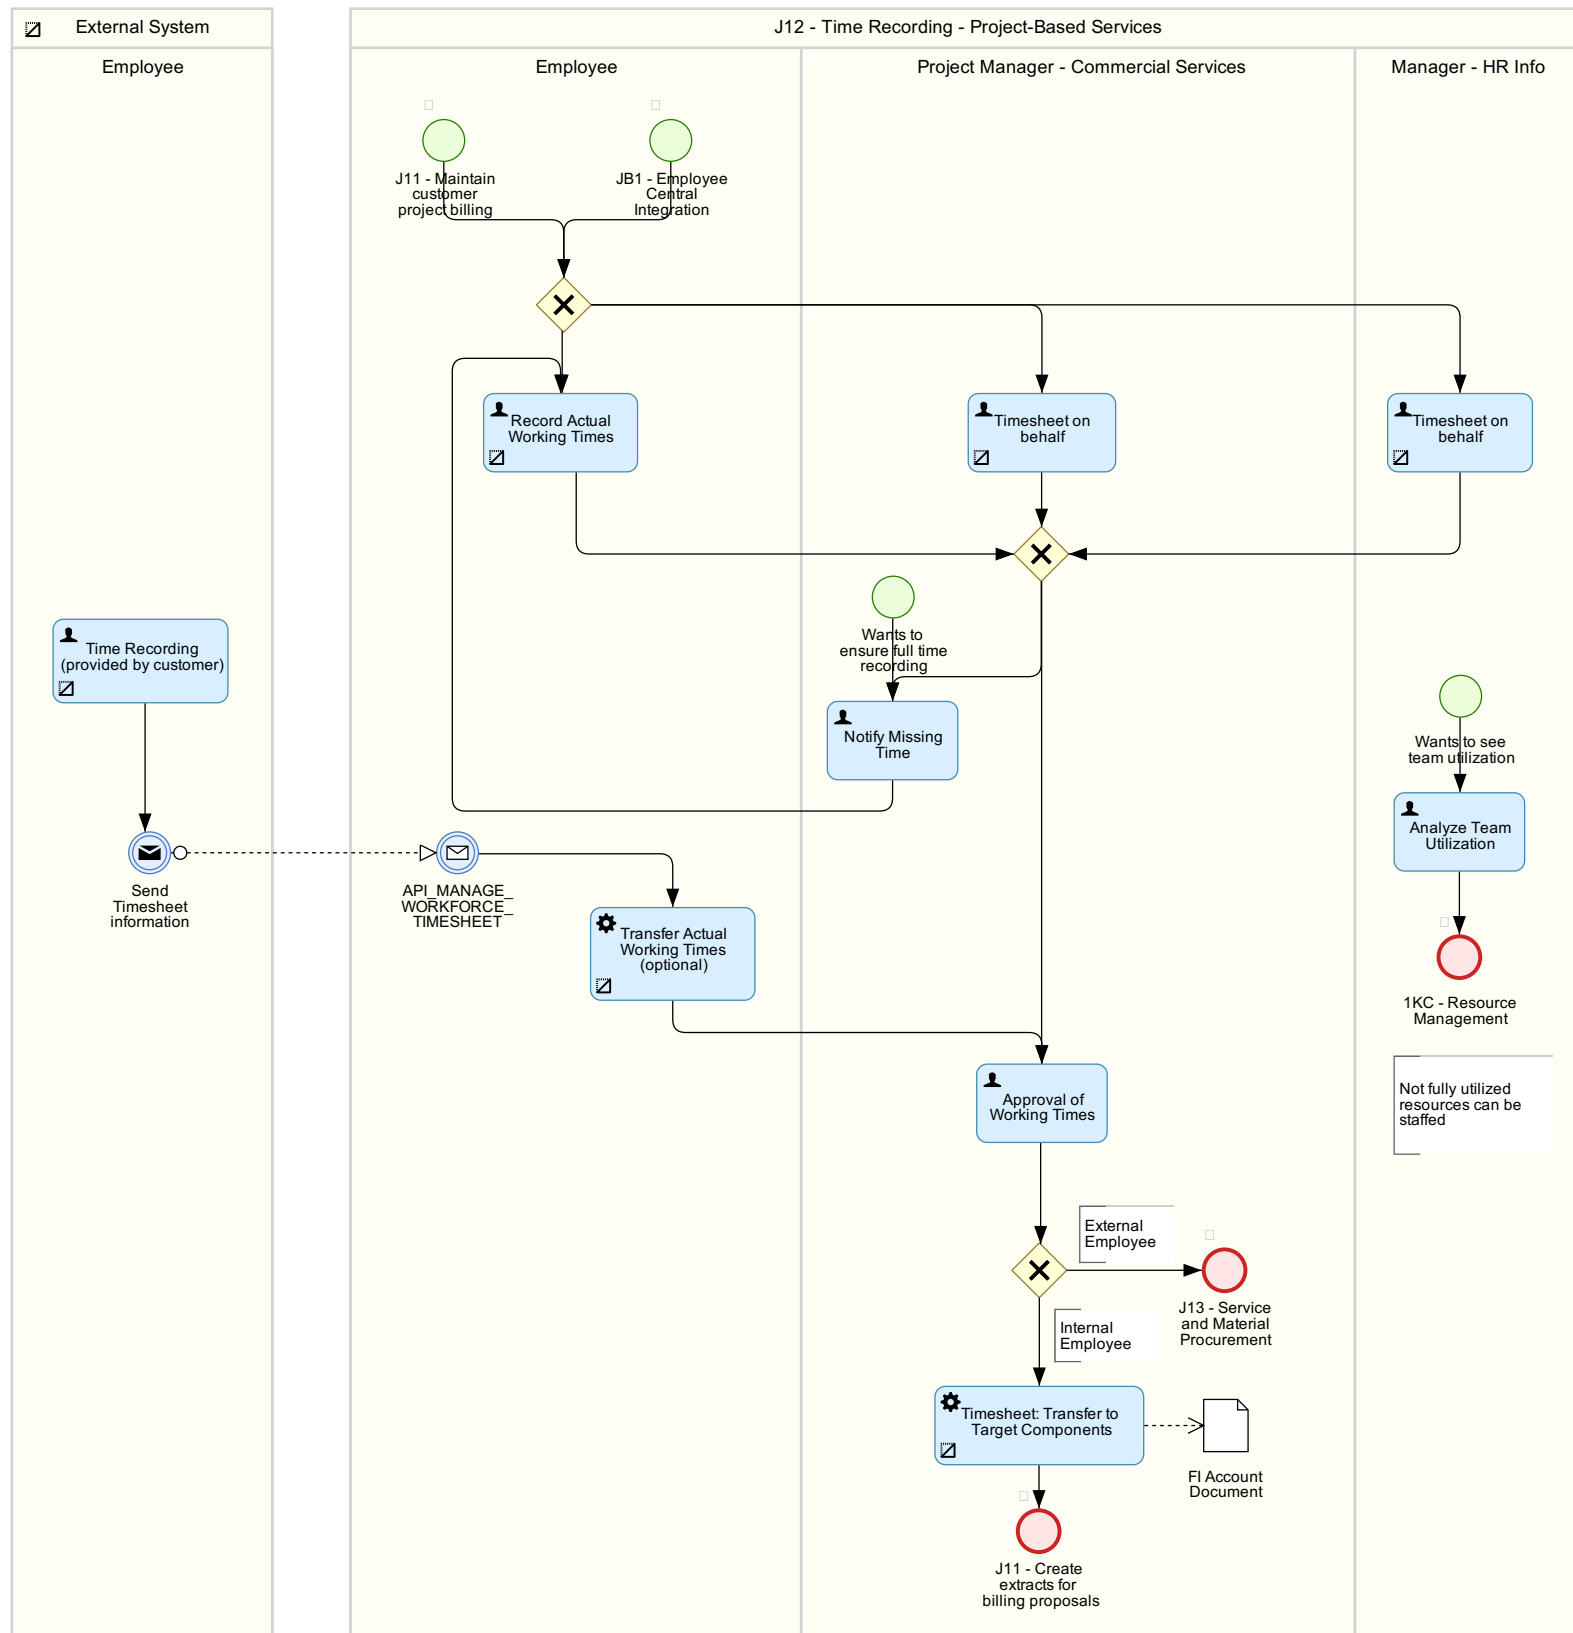 External System
J12 - Time Recording - Project-Based Services
Employee
Employee
Project Manager - Commercial Services
Manager - HR Info
J11 - Maintain
customer
project billing
JB1 - Employee
Central
Integration
Record Actual
Working Times
Timesheet on
behalf
Timesheet on
behalf
Wants to
ensure full time
recording
Time Recording
(provided by customer)
Notify Missing
Time
Wants to see
team utilization
Analyze Team
Utilization
Send
Timesheet
information
API_MANAGE_
WORKFORCE_
TIMESHEET
Transfer Actual
Working Times
(optional)
1KC - Resource
Management
Not fully utilized
resources can be
staffed
Approval of
Working Times
External
Employee
J13 - Service
and Material
Procurement
Internal
Employee
Timesheet: Transfer to
Target Components
FI Account
Document
J11 - Create
extracts for
billing proposals